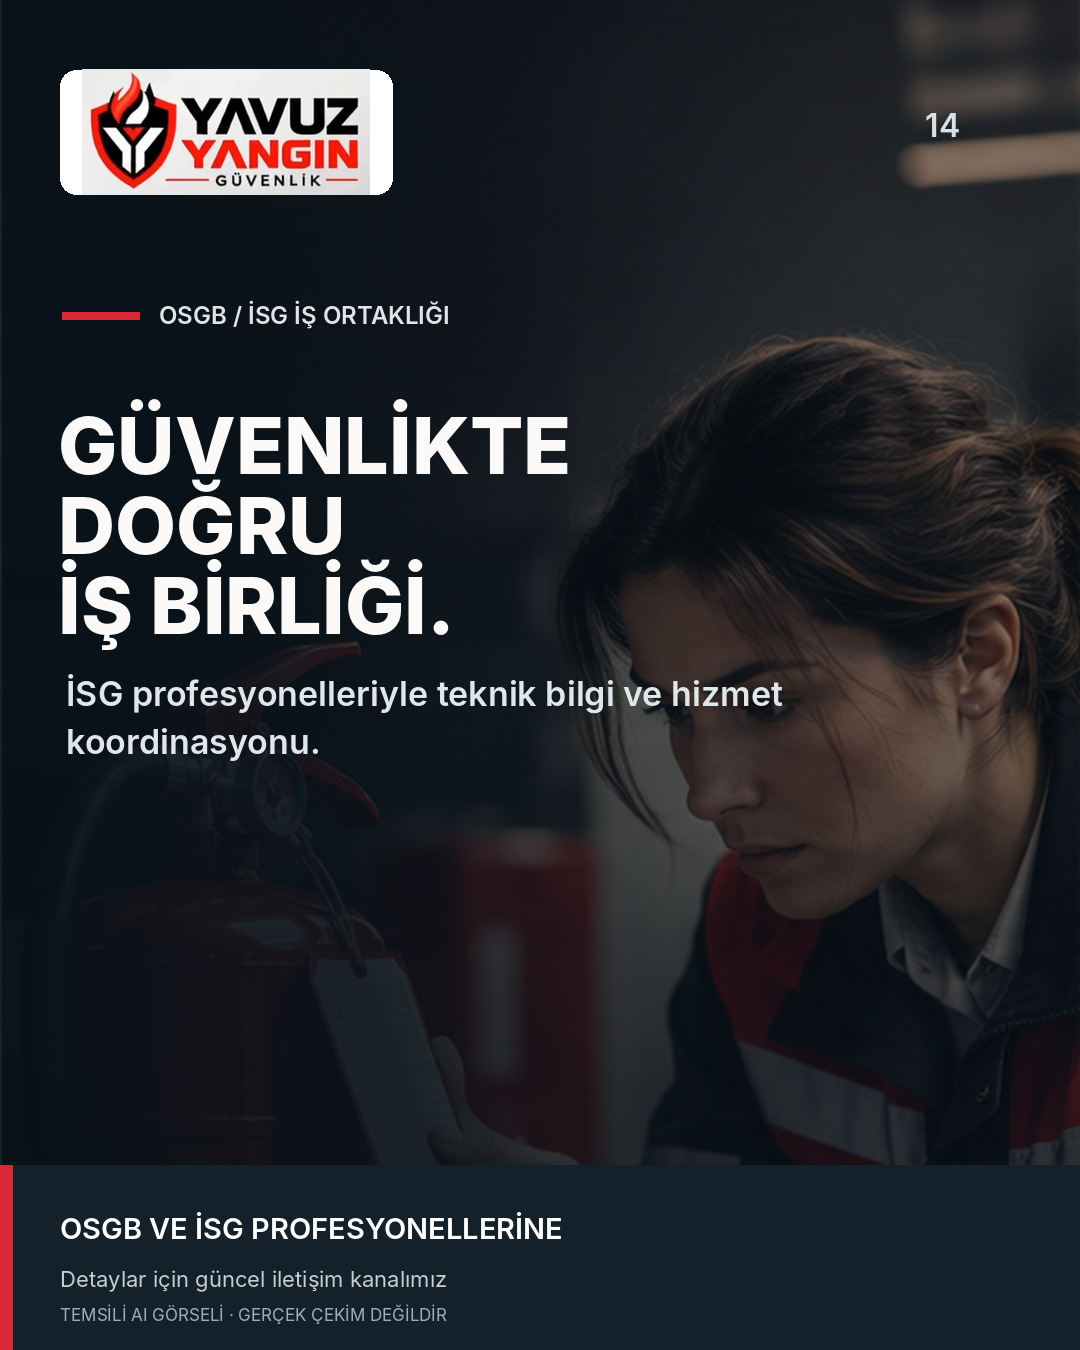 YAVUZ
YANGIN
GÜVENLİK
14
OSGB / İSG İŞ ORTAKLIĞI
GÜVENLİKTE
DOĞRU
İŞ BİRLİĞİ.
İSG profesyonelleriyle teknik bilgi ve hizmet
koordinasyonu.
OSGB VE İSG PROFESYONELLERİNE
Detaylar için güncel iletişim kanalımız
TEMSİLİ AI GÖRSELİ · GERÇEK ÇEKİM DEĞİLDİR